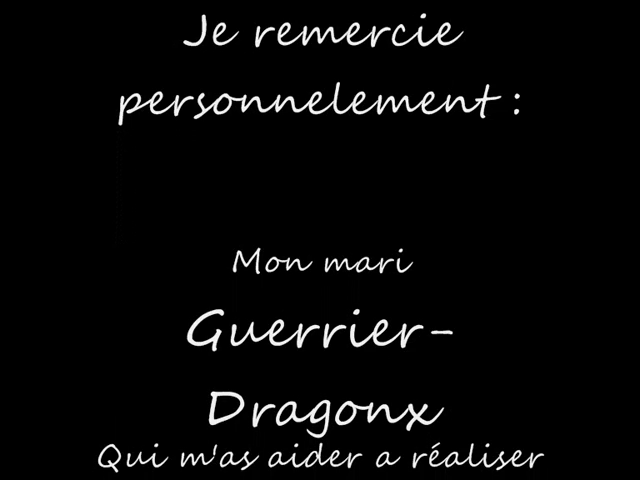 Je remercie
personnelement :
Mon mari
Guerrier-
Dragonx
Qui m'as aider a réaliser